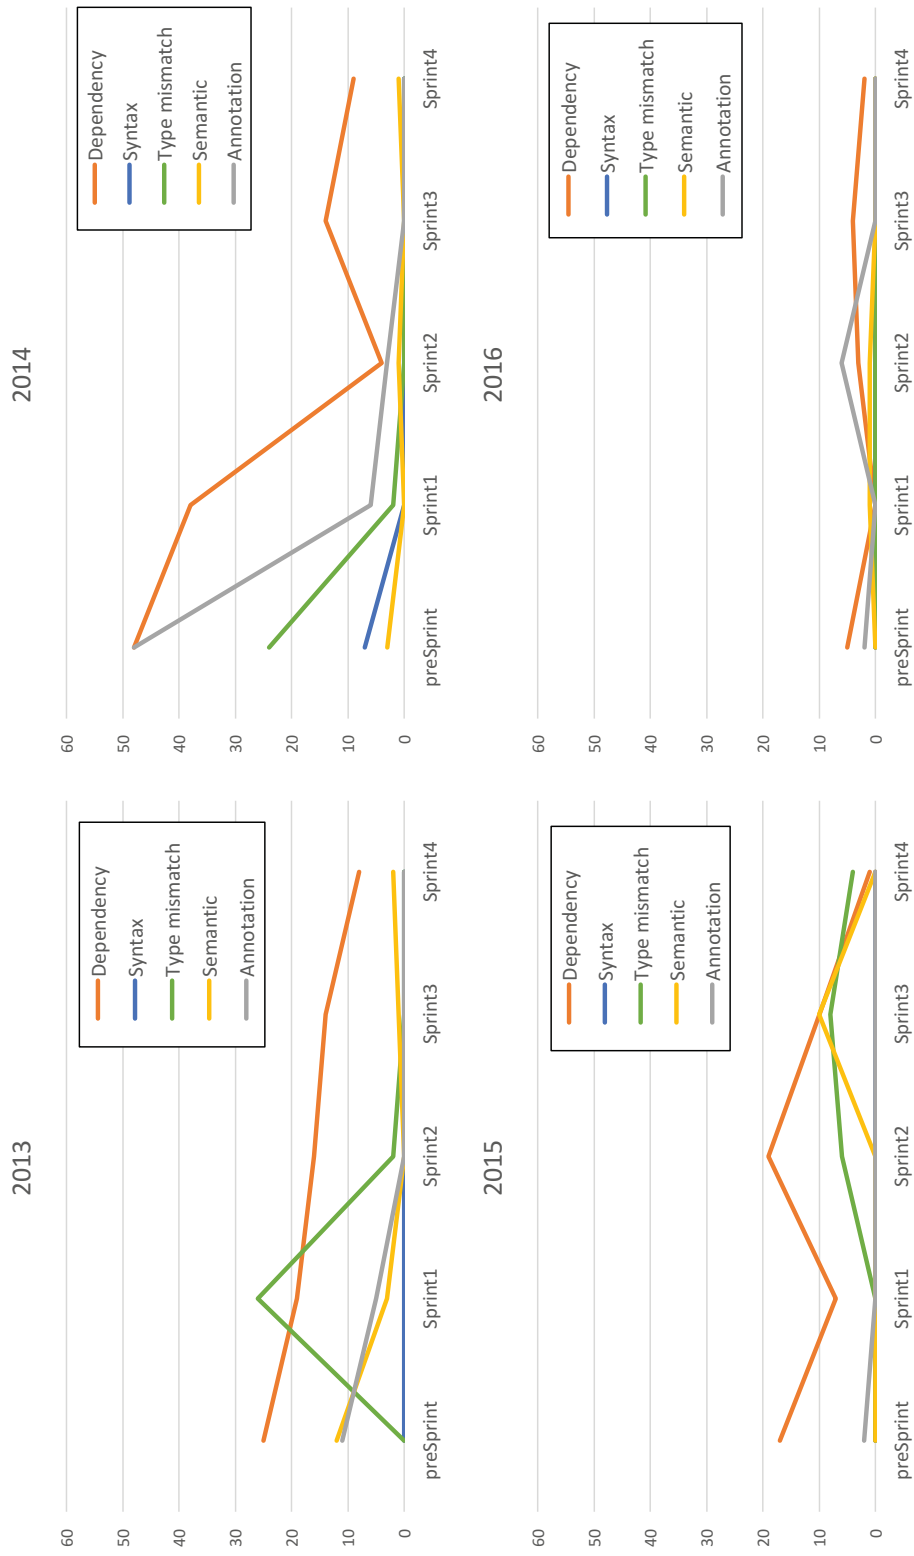 2013
60
50
40
30
20
10
0
preSprint Sprint1 Sprint2 Sprint3 Sprint4
Dependency
Syntax
Type mismatch
Semantic
Annotation
2014
60
50
40
30
20
10
0
preSprint Sprint1 Sprint2 Sprint3 Sprint4
Dependency
Syntax
Type mismatch
Semantic
Annotation
2015
60
50
40
30
20
10
0
preSprint Sprint1 Sprint2 Sprint3 Sprint4
Dependency
Syntax
Type mismatch
Semantic
Annotation
2016
60
50
40
30
20
10
0
preSprint Sprint1 Sprint2 Sprint3 Sprint4
Dependency
Syntax
Type mismatch
Semantic
Annotation